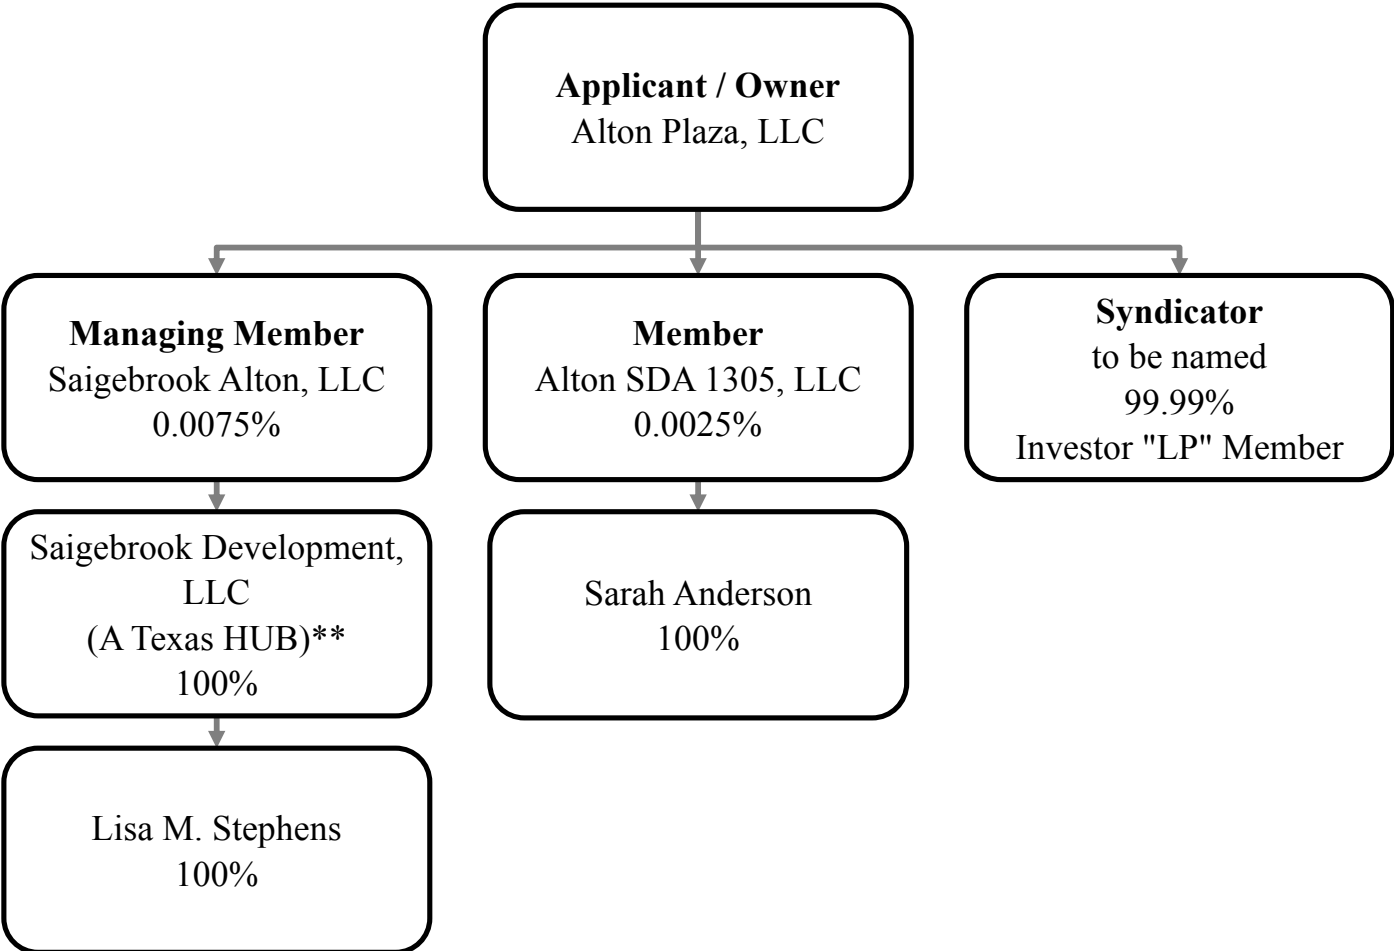 Applicant / Owner
Alton Plaza, LLC
Managing Member
Saigebrook Alton, LLC
0.0075%
Member
Alton SDA 1305, LLC
0.0025%
Syndicator
to be named
99.99%
Investor "LP" Member
Saigebrook Development,
LLC
(A Texas HUB)**
100%
Sarah Anderson
100%
Lisa M. Stephens
100%